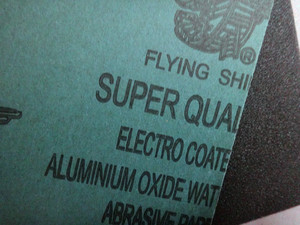 ®
FLYING SHI
SUPER QUAL
ELECTRO COATE
ALUMINIUM OXIDE WAT
ABRASIVE PAP